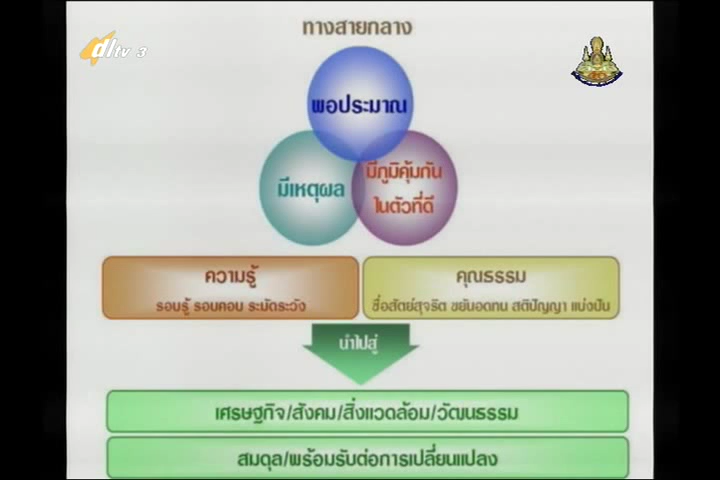 dltv 3
ทางสายกลาง
พอประมาณ
มีเหตุผล
มีภูมิคุ้มกัน
ในตัวที่ดี
ความรู้
รอบรู้ รอบคอบ ระมัดระวัง
คุณธรรม
ซื่อสัตย์สุจริต ขยันอดทน สติปัญญา แบ่งปัน
นำไปสู่
เศรษฐกิจ/สังคม/สิ่งแวดล้อม/วัฒนธรรม
สมดุล/พร้อมรับต่อการเปลี่ยนแปลง